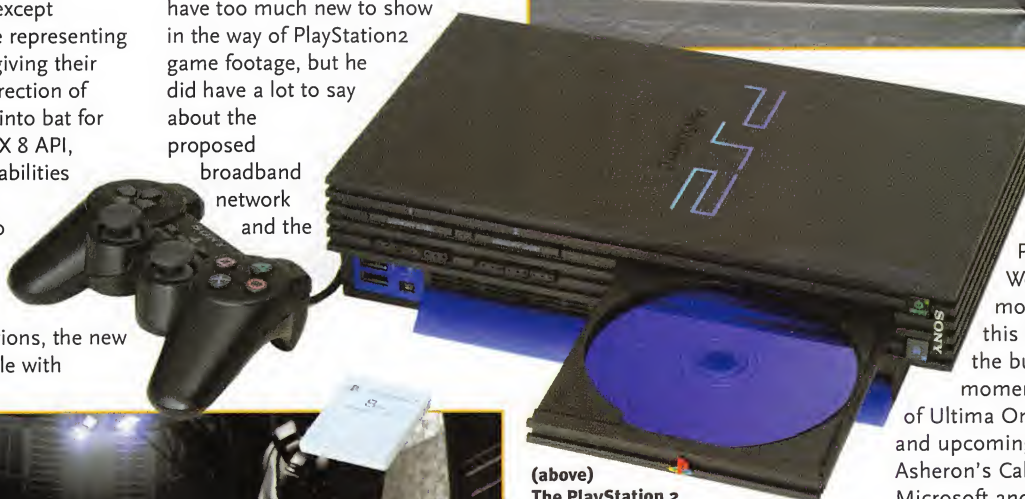 except
e representing
giving their
rection of
into bat for
X 8 API,
abilities
o
ions, the new
le with
have too much new to show
in the way of PlayStation2
game footage, but he
did have a lot to say
about the
proposed
broadband
network
and the
PlayStation
PS2
SONY
SONY
(above)
The PlayStation 2
P
W
mo
this
the bu
momen
of Ultima On
and upcoming
Asheron's Cal
Microsoft and